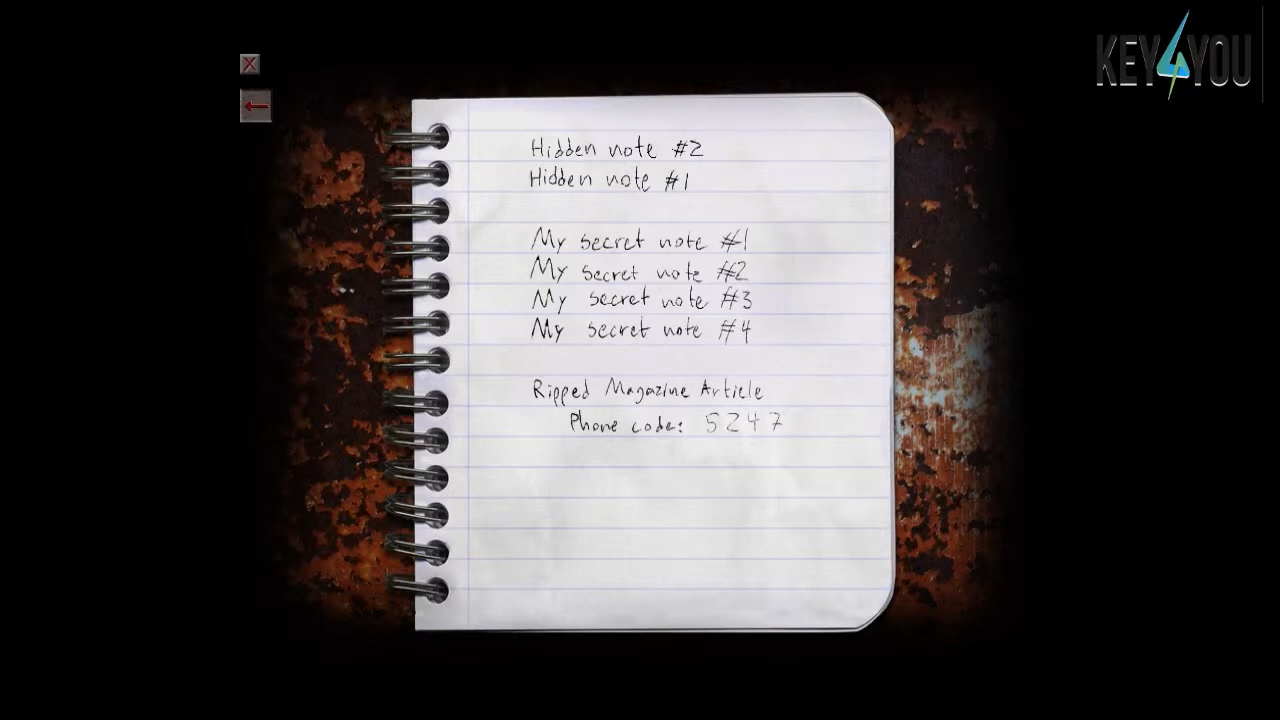 KEY4YOU
Hidden note #2
Hidden note #1
My secret note #1
My secret note #2
My secret note #3
My secret note #4
Ripped Magazine Article
Phone code: 5247